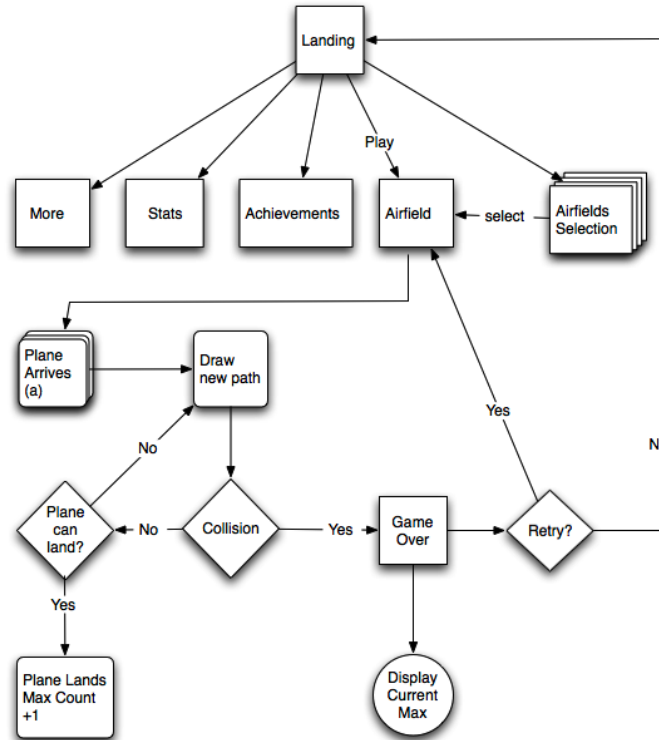 Landing
Play
More
Stats
Achievements
Airfield
select
Airfields
Selection
Plane
Arrives
(a)
Draw
new path
Yes
No
N
Plane
can
land?
No
Collision
Yes
Game
Over
Retry?
Yes
Plane Lands
Max Count
+1
Display
Current
Max